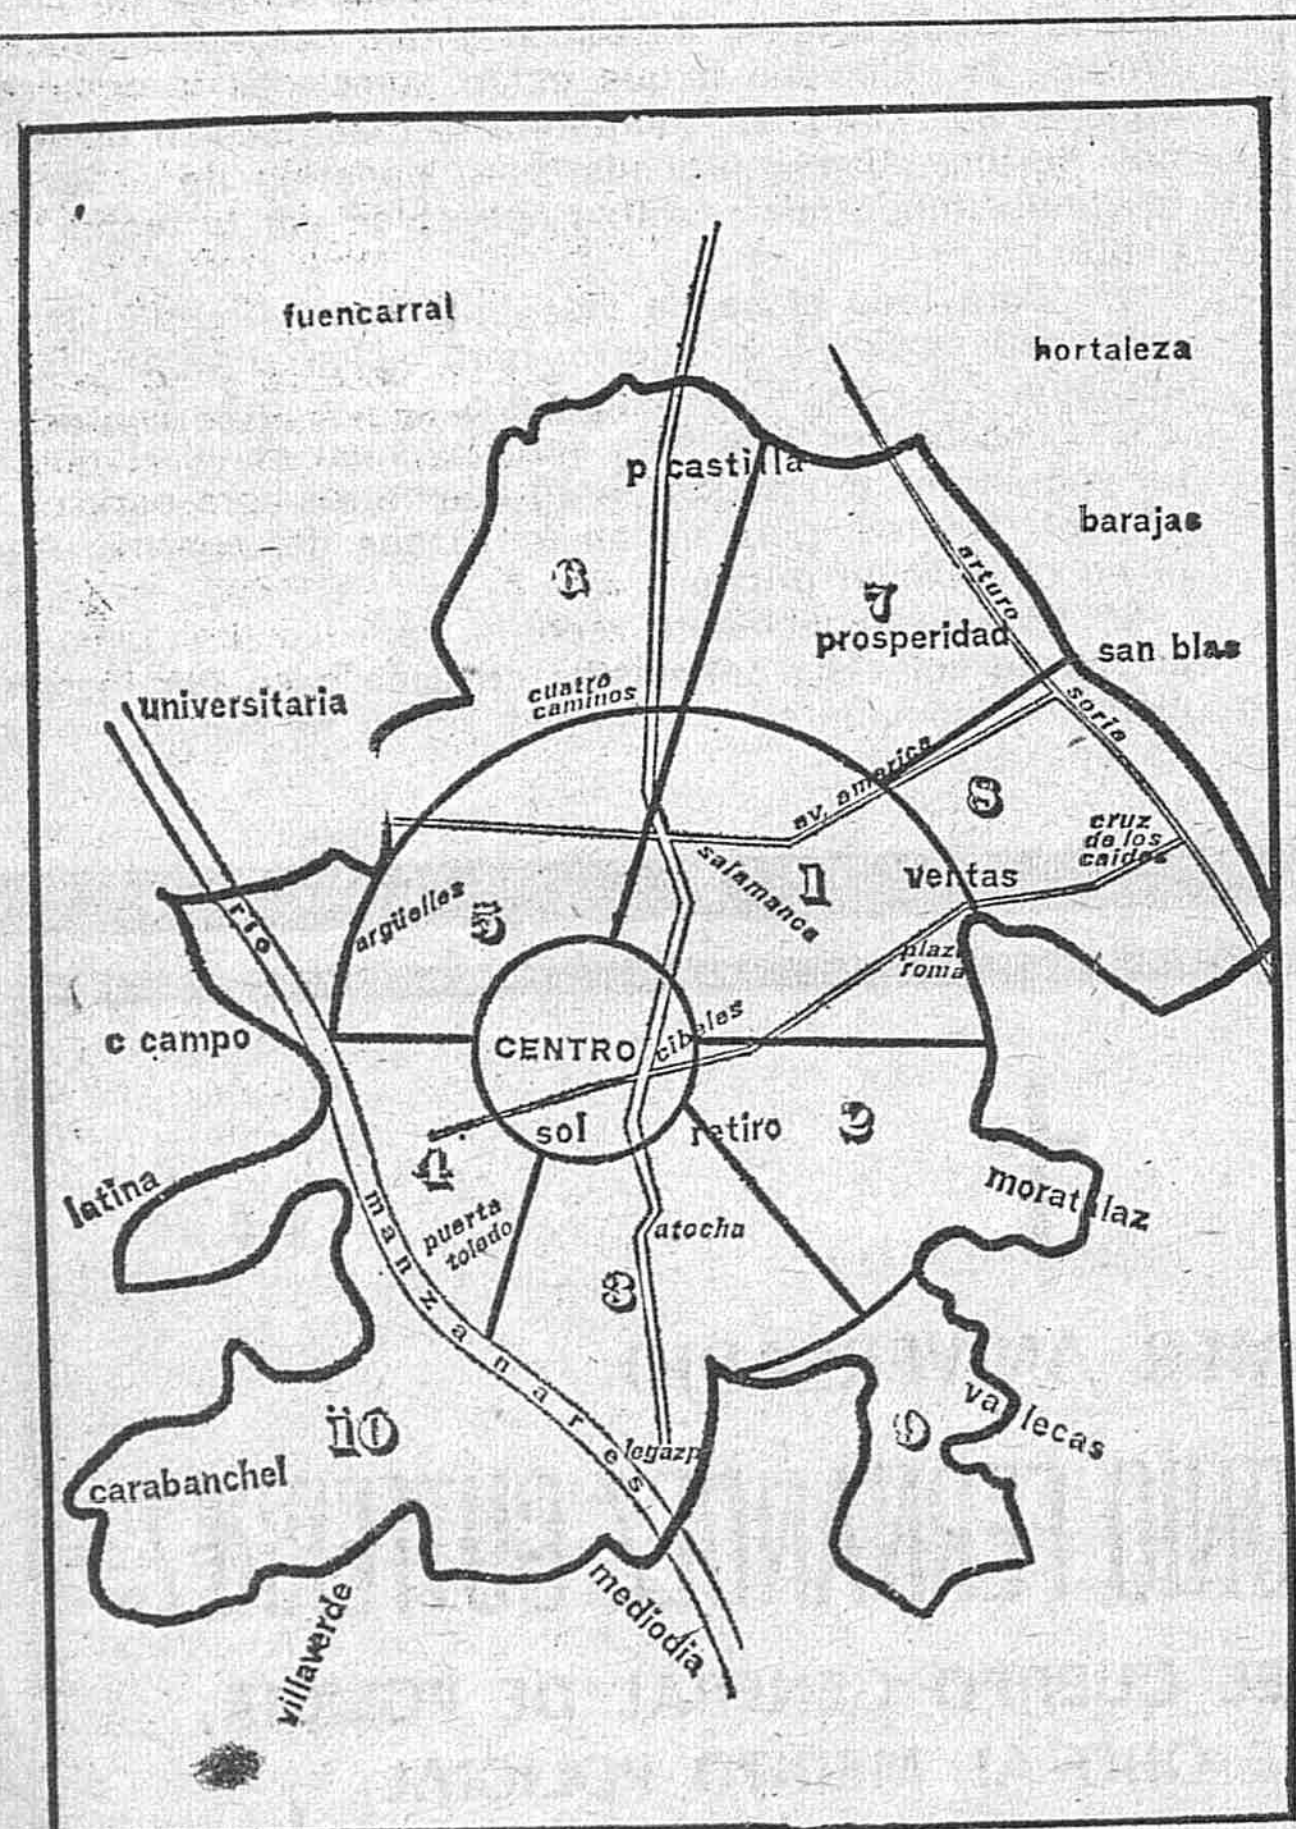 fuencarral
hortaleza
p castilla
barajas
6
7
arturo
prosperidad
san blas
cuatro
caminos
universitaria
soria
av. america
8
cruz
de los
caidos
salamanca
1
ventas
argüelles
5
rio
plaza
roma
c campo
CENTRO
cibeles
sol
retiro
2
4
latina
moratalaz
manzanares
puerta
toledo
atocha
3
vallecas
9
10
legazpi
carabanchel
mediodia
villaverde